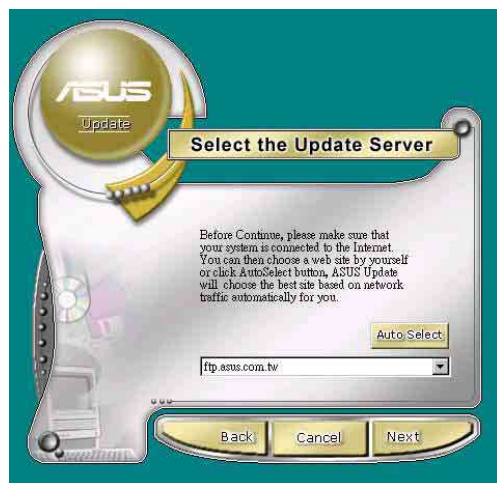 ASUS
Update
Select the Update Server
Before Continue, please make sure that
your system is connected to the Internet.
You can then choose a web site by yourself
or click AutoSelect button, ASUS Update
will choose the best site based on network
traffic automatically for you.
Auto Select
ftp.asus.com.tw
Back Cancel Next